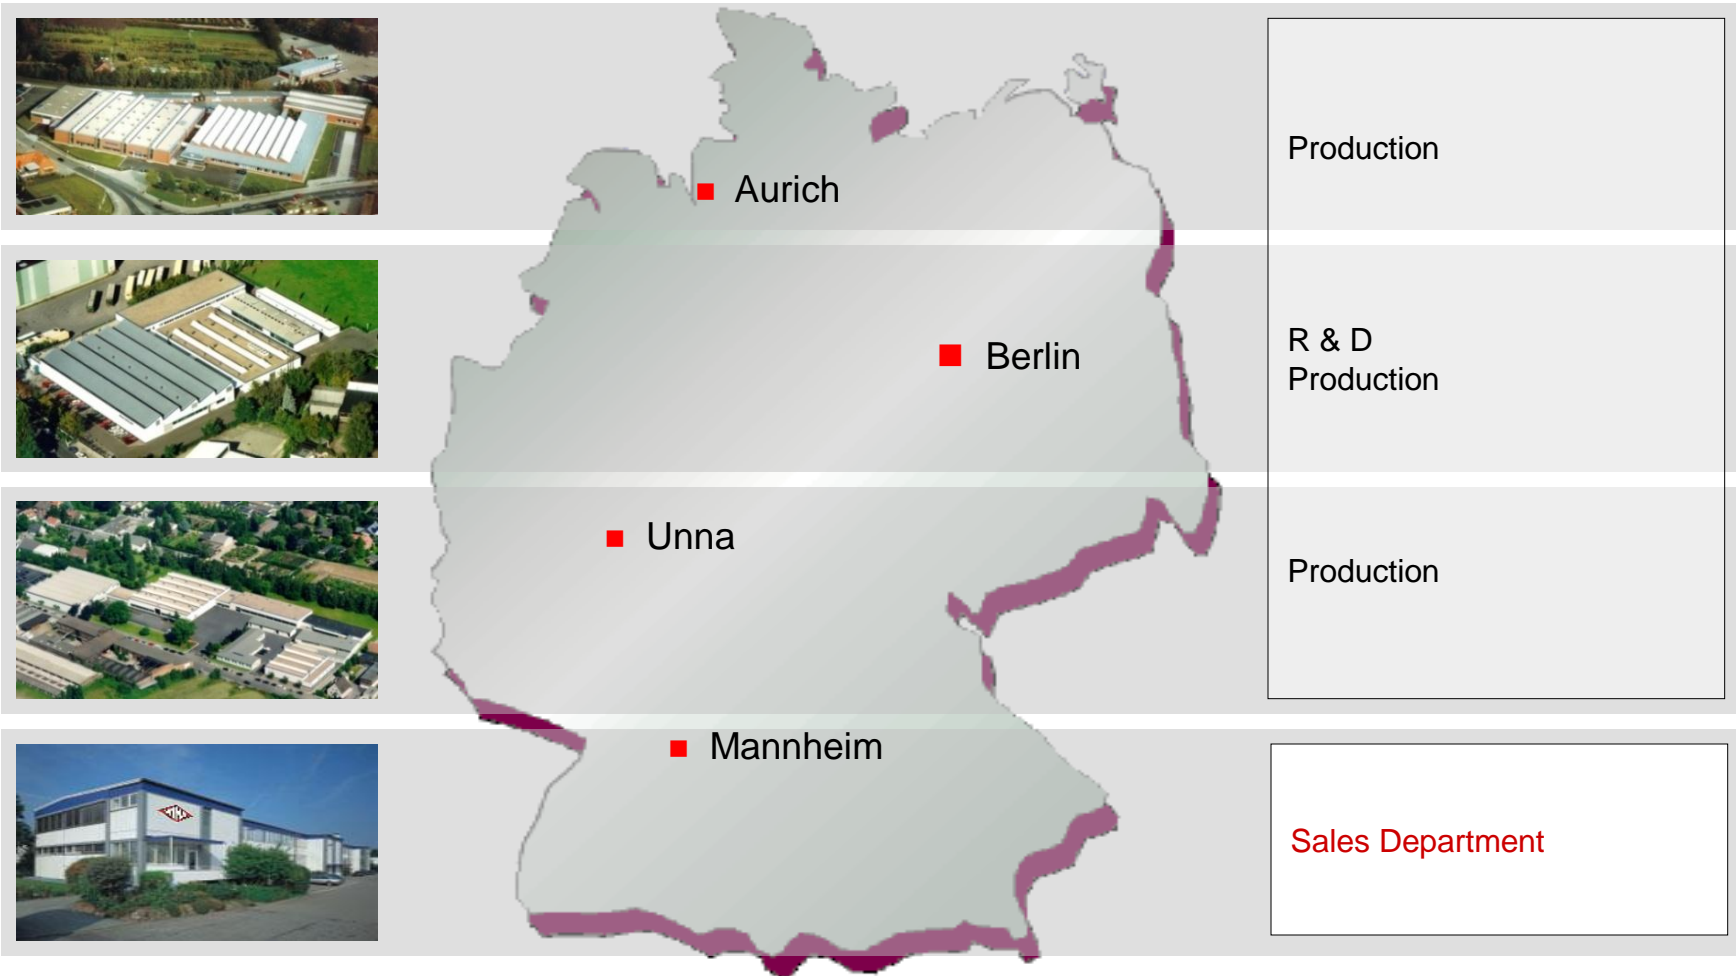 Production
Aurich
Berlin
R & D
Production
Unna
Production
Mannheim
Sales Department